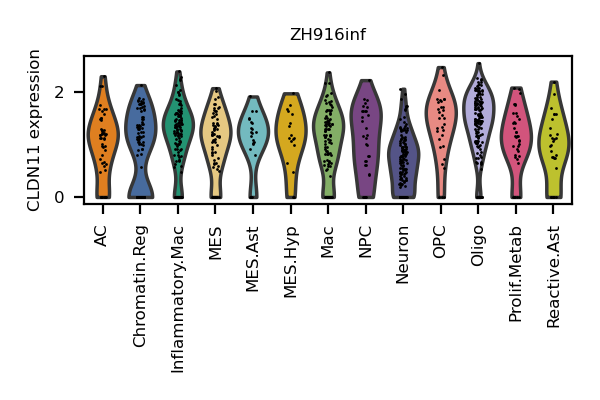 ZH916inf
CLDN11 expression
2
0
AC
Chromatin.Reg
Inflammatory.Mac
MES
MES.Ast
MES.Hyp
Mac
NPC
Neuron
OPC
Oligo
Prolif.Metab
Reactive.Ast